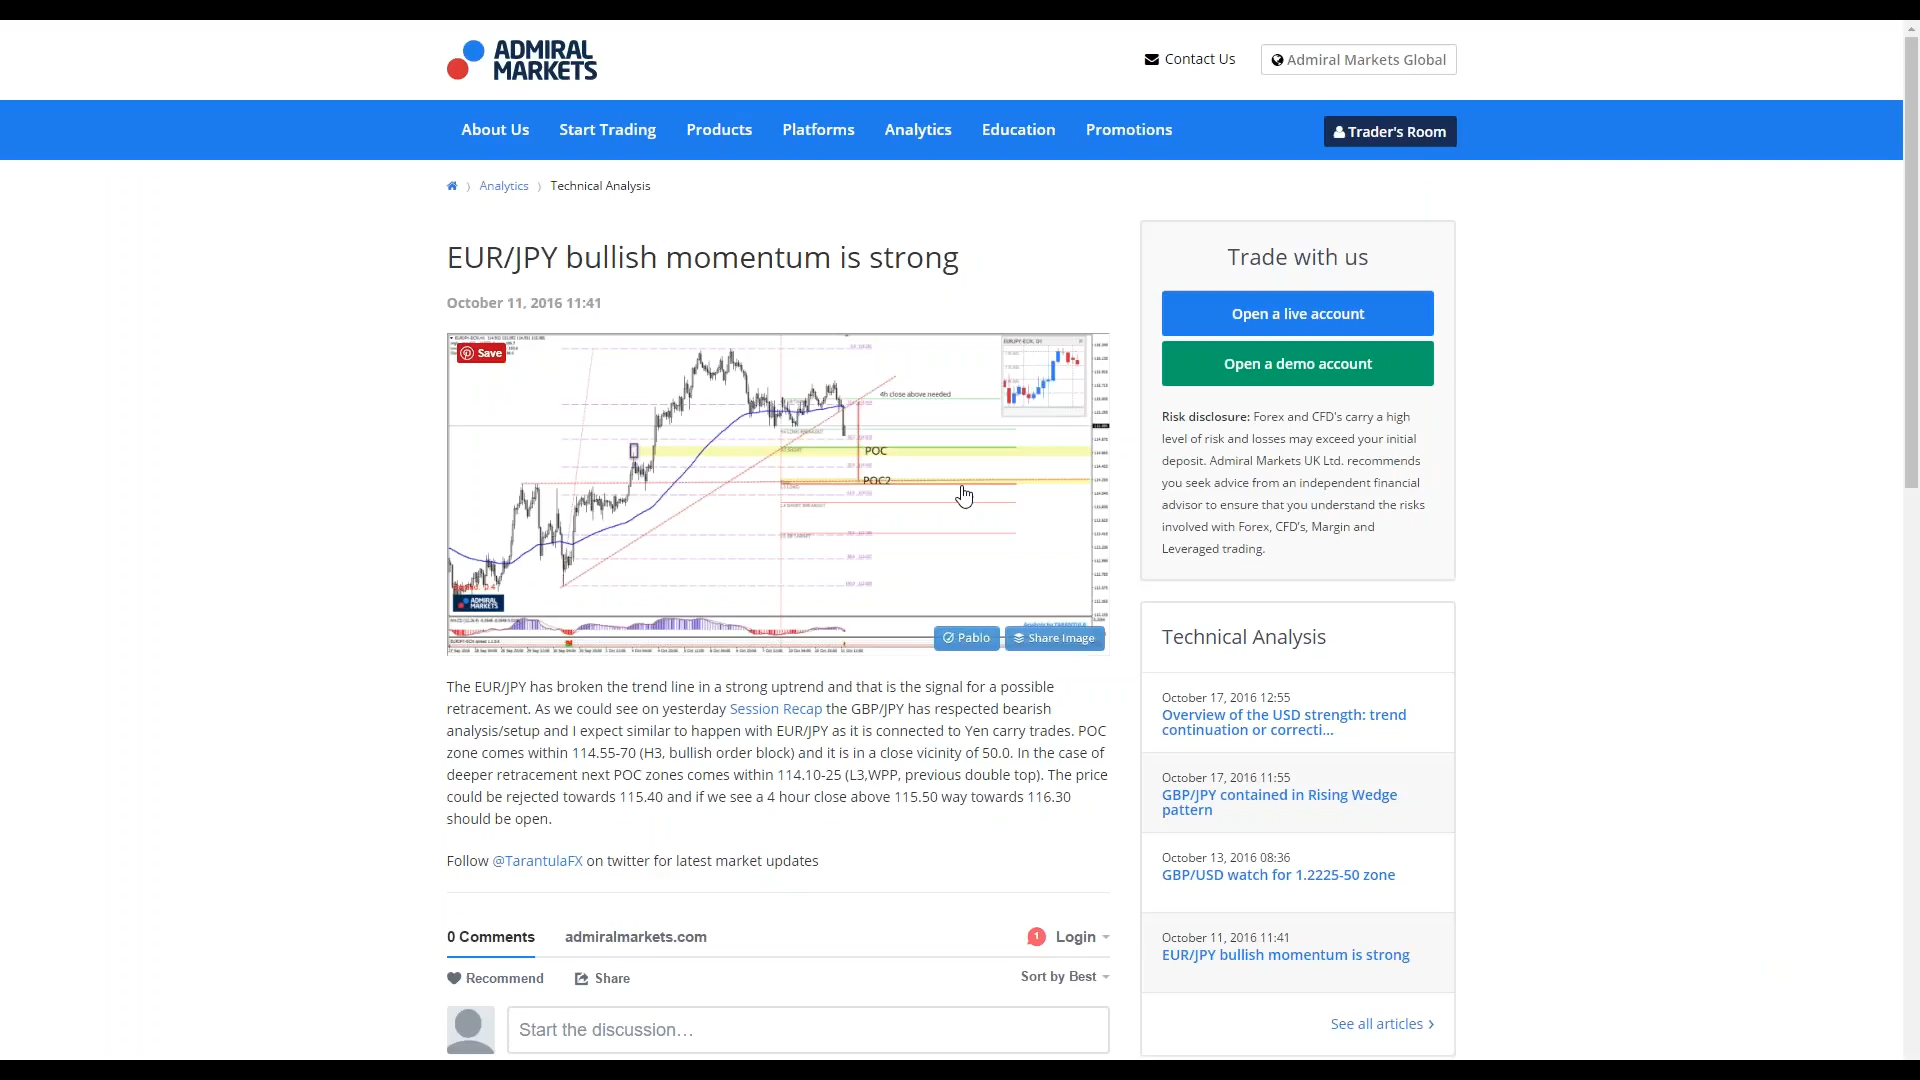 ADMIRAL
MARKETS
Contact Us
Admiral Markets Global
About Us
Start Trading
Products
Platforms
Analytics
Education
Promotions
Trader's Room
Analytics
Technical Analysis
EUR/JPY bullish momentum is strong
October 11, 2016 11:41
Save
4h close above needed
POC
POC2
ADMIRAL
MARKETS
Pablo
Share Image
The EUR/JPY has broken the trend line in a strong uptrend and that is the signal for a possible
retracement. As we could see on yesterday Session Recap the GBP/JPY has respected bearish
analysis/setup and I expect similar to happen with EUR/JPY as it is connected to Yen carry trades. POC
zone comes within 114.55-70 (H3, bullish order block) and it is in a close vicinity of 50.0. In the case of
deeper retracement next POC zones comes within 114.10-25 (L3,WPP, previous double top). The price
could be rejected towards 115.40 and if we see a 4 hour close above 115.50 way towards 116.30
should be open.
Follow @TarantulaFX on twitter for latest market updates
0 Comments
admiralmarkets.com
1
Login
Recommend
Share
Sort by Best
Start the discussion…
Trade with us
Open a live account
Open a demo account
Risk disclosure: Forex and CFD's carry a high
level of risk and losses may exceed your initial
deposit. Admiral Markets UK Ltd. recommends
you seek advice from an independent financial
advisor to ensure that you understand the risks
involved with Forex, CFD's, Margin and
Leveraged trading.
Technical Analysis
October 17, 2016 12:55
Overview of the USD strength: trend
continuation or correcti...
October 17, 2016 11:55
GBP/JPY contained in Rising Wedge
pattern
October 13, 2016 08:36
GBP/USD watch for 1.2225-50 zone
October 11, 2016 11:41
EUR/JPY bullish momentum is strong
See all articles